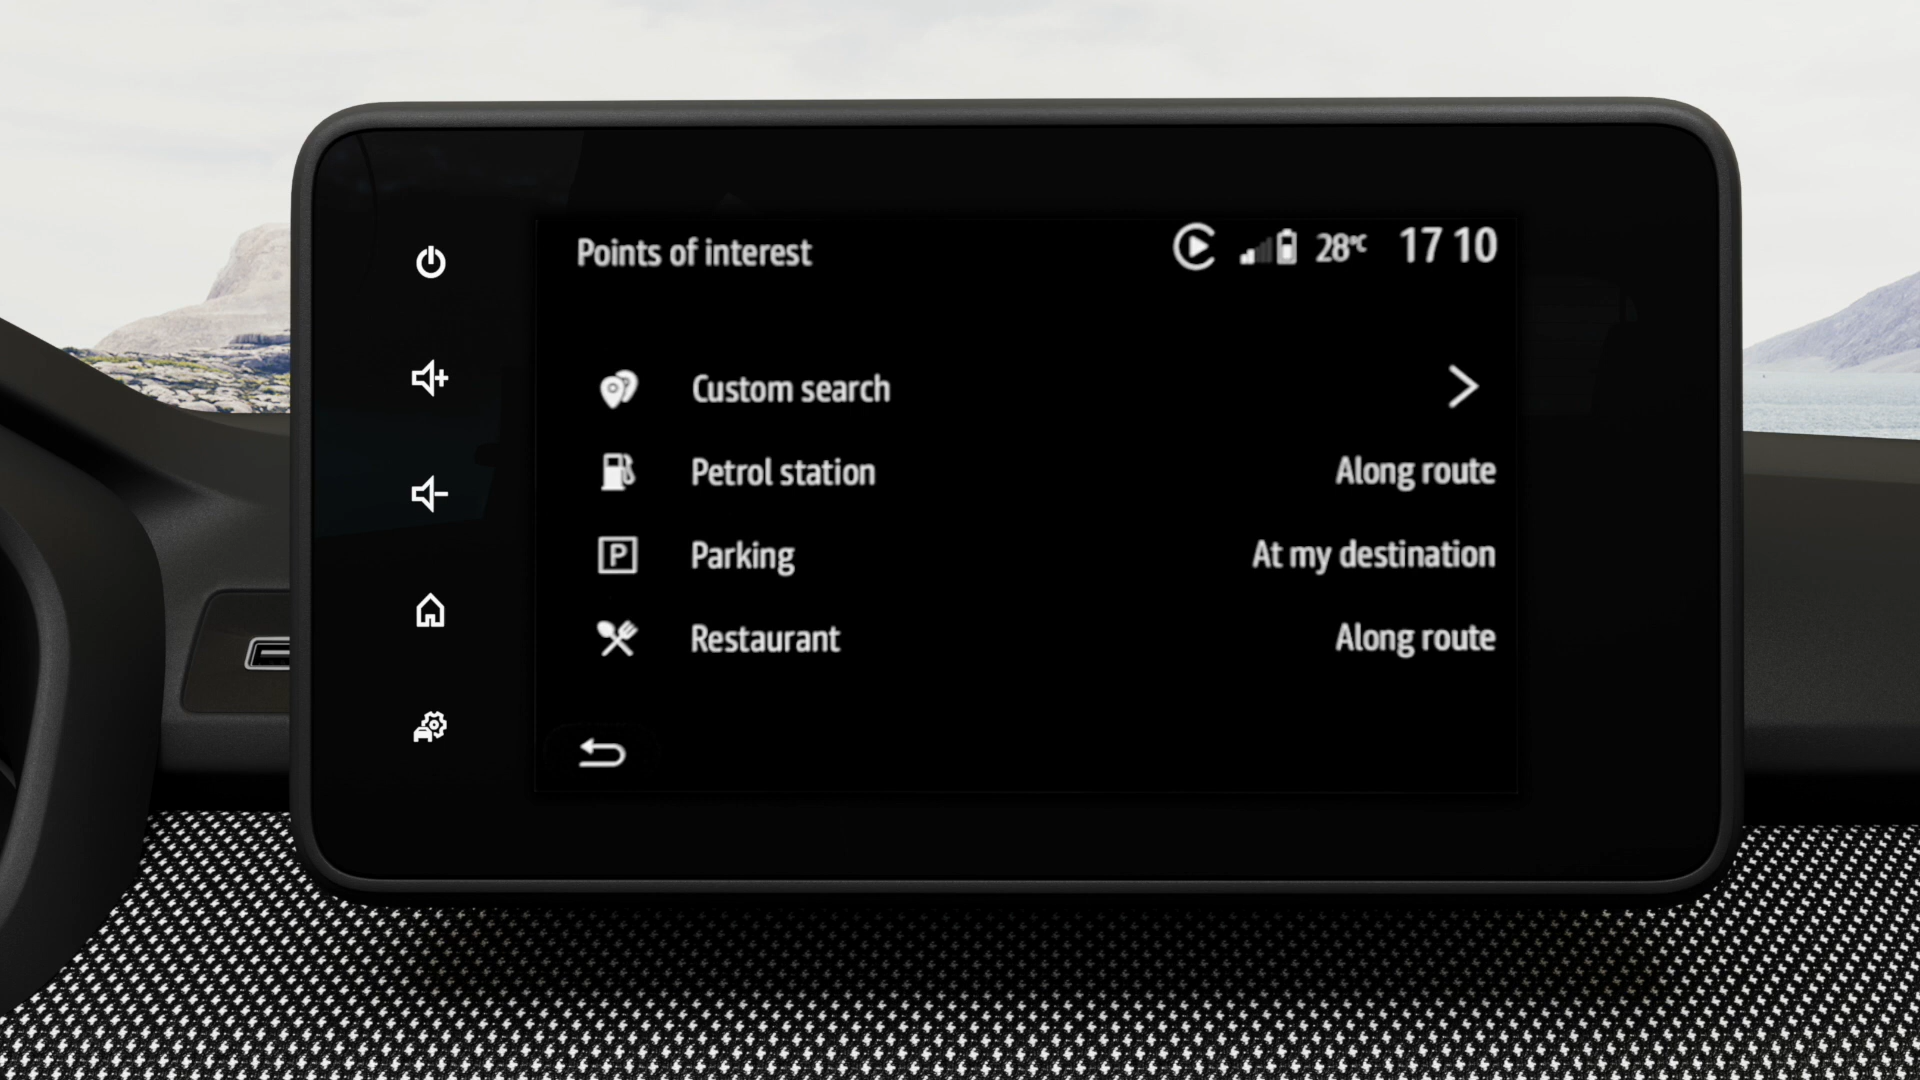 Points of interest
28°C 17 10
Custom search
Petrol station Along route
P Parking At my destination
Restaurant Along route